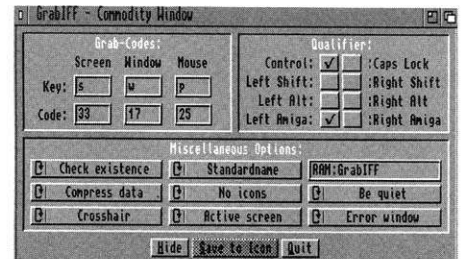 GrabIFF - Commodity Window
Grab-Codes:
Screen Window Mouse
Key: s w p
Code: 33 17 25
Qualifier:
Control: :Caps Lock
Left Shift: :Right Shift
Left Alt: :Right Alt
Left Amiga: :Right Amiga
Miscellaneous Options:
Check existence Standardname RAM:GrabIFF
Compress data No icons Be quiet
Crosshair Active screen Error window
Hide Save to Icon Quit